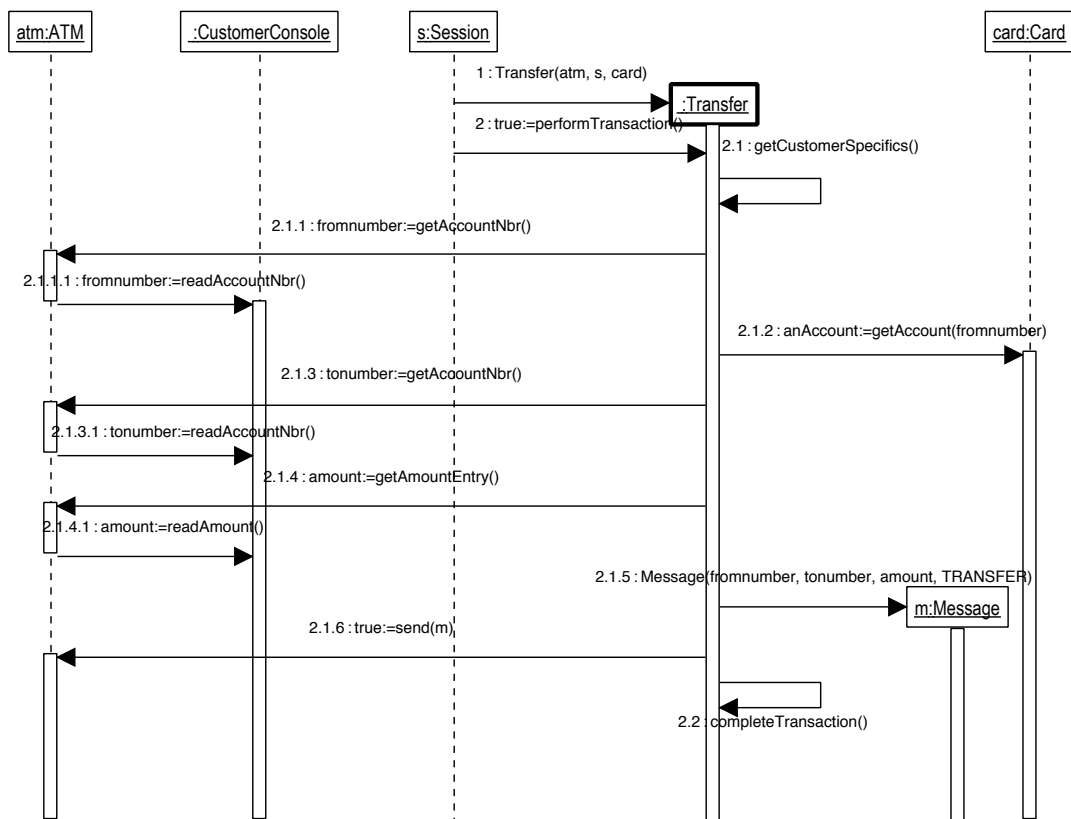 atm:ATM
:CustomerConsole
s:Session
card:Card
1 : Transfer(atm, s, card)
:Transfer
2 : true:=performTransaction()
2.1 : getCustomerSpecifics()
2.1.1 : fromnumber:=getAccountNbr()
2.1.1.1 : fromnumber:=readAccountNbr()
2.1.2 : anAccount:=getAccount(fromnumber)
2.1.3 : tonumber:=getAccountNbr()
2.1.3.1 : tonumber:=readAccountNbr()
2.1.4 : amount:=getAmountEntry()
2.1.4.1 : amount:=readAmount()
2.1.5 : Message(fromnumber, tonumber, amount, TRANSFER)
m:Message
2.1.6 : true:=send(m)
2.2 : completeTransaction()